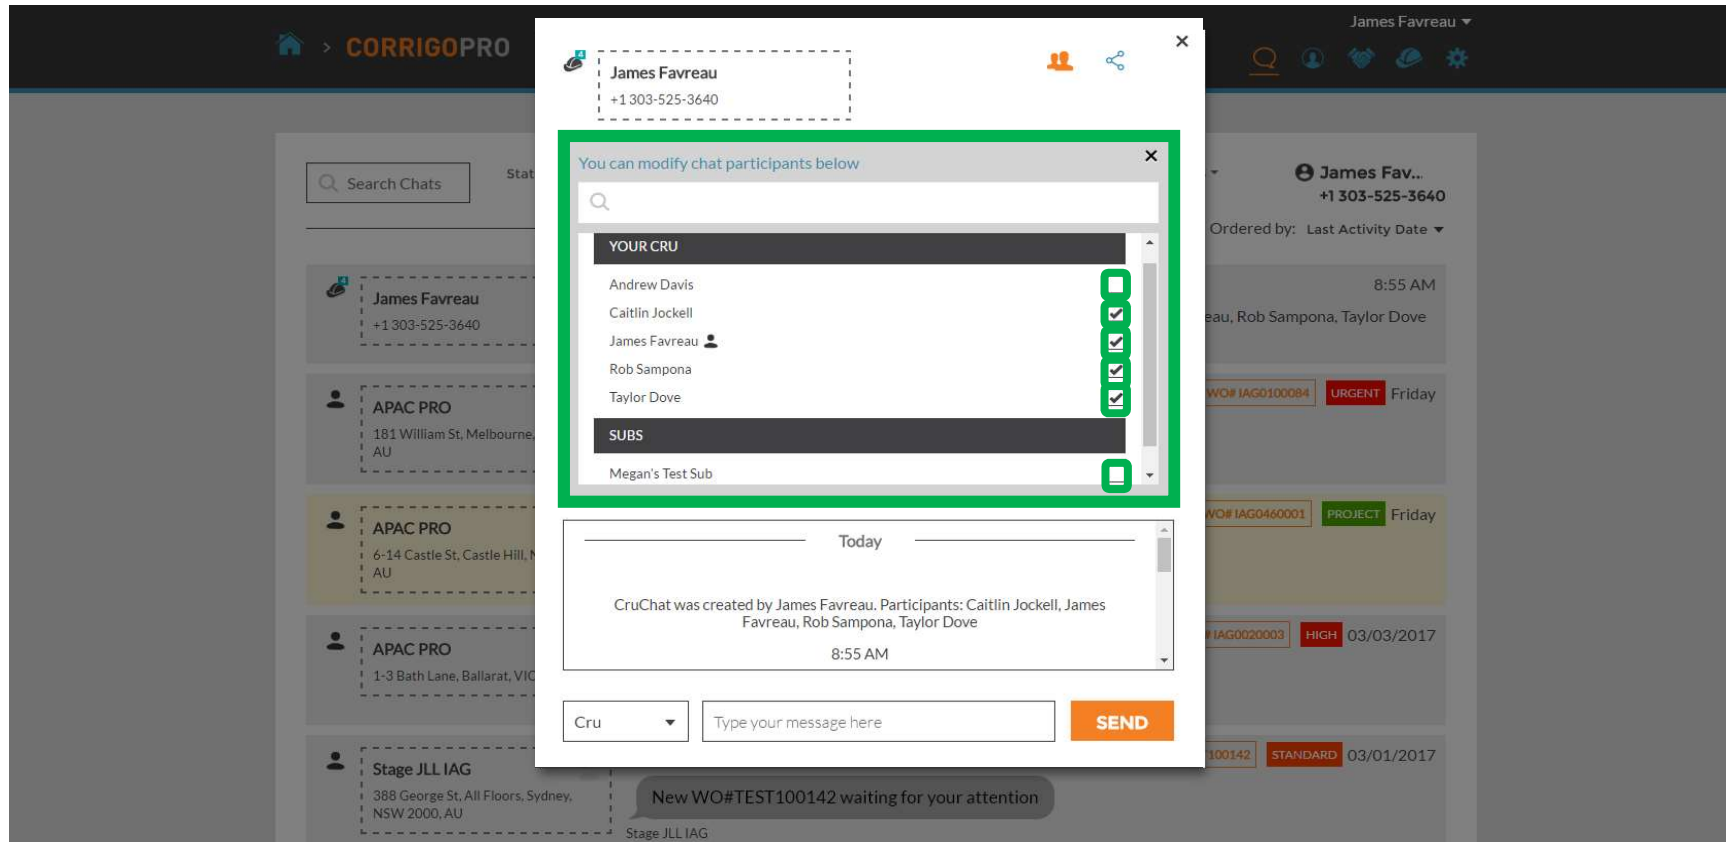 James Favreau
> CORRIGOPRO
4
James Favreau
+1 303-525-3640
You can modify chat participants below
YOUR CRU
Andrew Davis
Caitlin Jockell
James Favreau
Rob Sampona
Taylor Dove
SUBS
Megan's Test Sub
Today
CruChat was created by James Favreau. Participants: Caitlin Jockell, James
Favreau, Rob Sampona, Taylor Dove
8:55 AM
Cru
Type your message here
SEND
Search Chats
Stat
James Fav...
+1 303-525-3640
Ordered by: Last Activity Date
4
James Favreau
+1 303-525-3640
8:55 AM
eau, Rob Sampona, Taylor Dove
APAC PRO
181 William St, Melbourne,
AU
WO# IAG0100084 URGENT Friday
APAC PRO
6-14 Castle St, Castle Hill, N
AU
WO# IAG0460001 PROJECT Friday
APAC PRO
1-3 Bath Lane, Ballarat, VIC
# IAG0020003 HIGH 03/03/2017
Stage JLL IAG
388 George St, All Floors, Sydney,
NSW 2000, AU
100142 STANDARD 03/01/2017
New WO#TEST100142 waiting for your attention
Stage JLL IAG